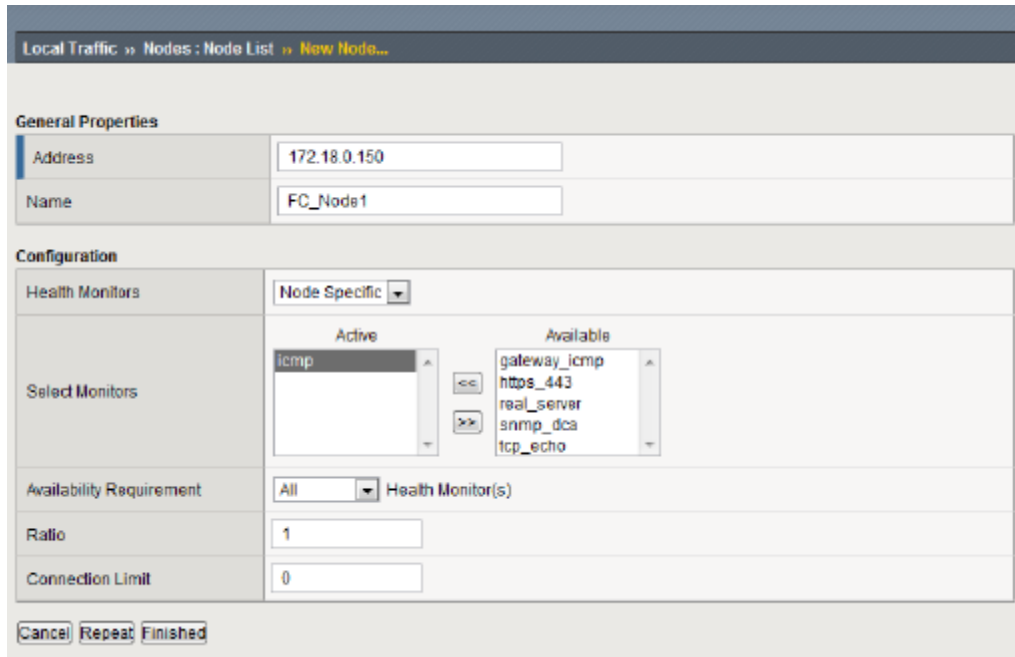 Local Traffic » Nodes : Node List » New Node...
General Properties
Address 172.18.0.150
Name FC_Node1
Configuration
Health Monitors Node Specific
Active Available
icmp gateway_icmp
<< https_443
real_server
Select Monitors
>> snmp_dca
tcp_echo
Availability Requirement All Health Monitor(s)
Ratio 1
Connection Limit 0
Cancel Repeat Finished